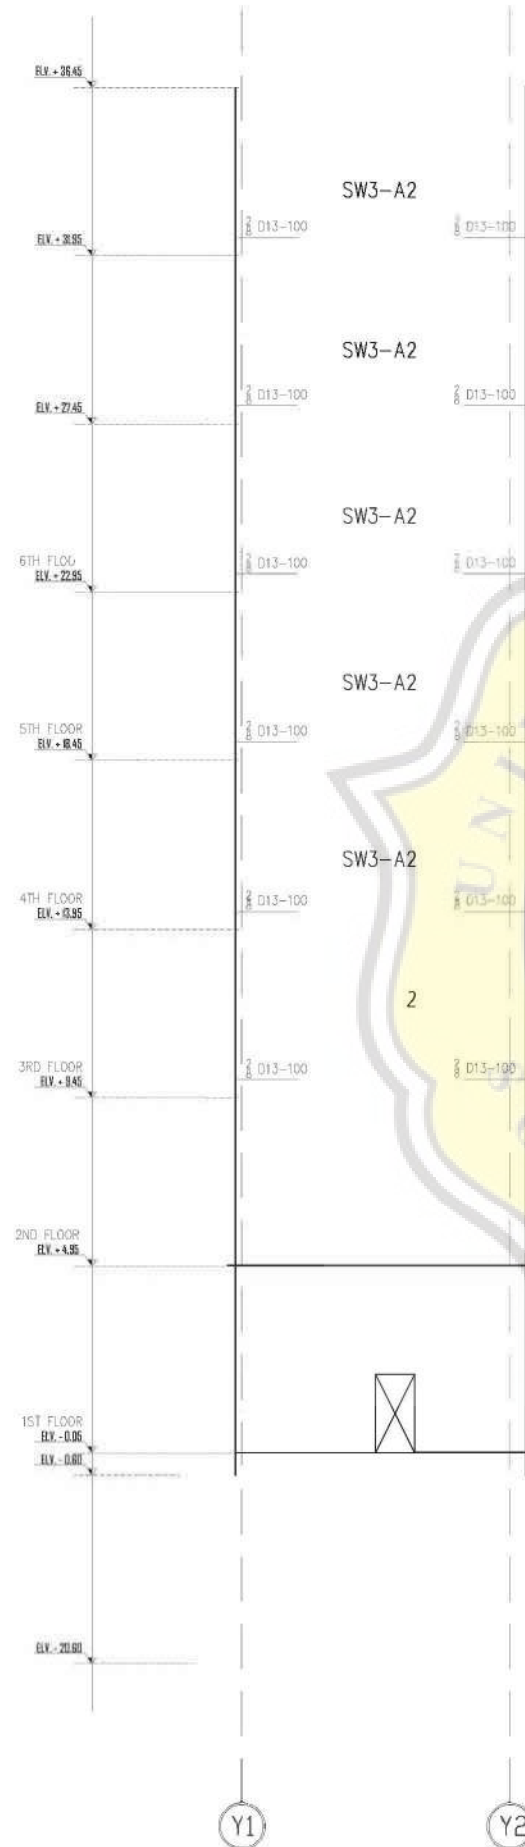 ELV. + 36.45
SW3-A2
D13-100 D13-100
ELV. + 31.95
SW3-A2
D13-100 D13-100
ELV. + 27.45
SW3-A2
6TH FLOO D13-100 D13-100
ELV. + 22.95
SW3-A2
5TH FLOOR D13-100 D13-100
ELV. + 18.45
UNI
SW3-A2
4TH FLOOR D13-100 D13-100
ELV. + 13.95
2
3RD FLOOR D13-100 D13-100
ELV. + 9.45
2ND FLOOR
ELV. + 4.95
1ST FLOOR
ELV. - 0.05
ELV. - 0.60
ELV. - 20.60
Y1 Y2